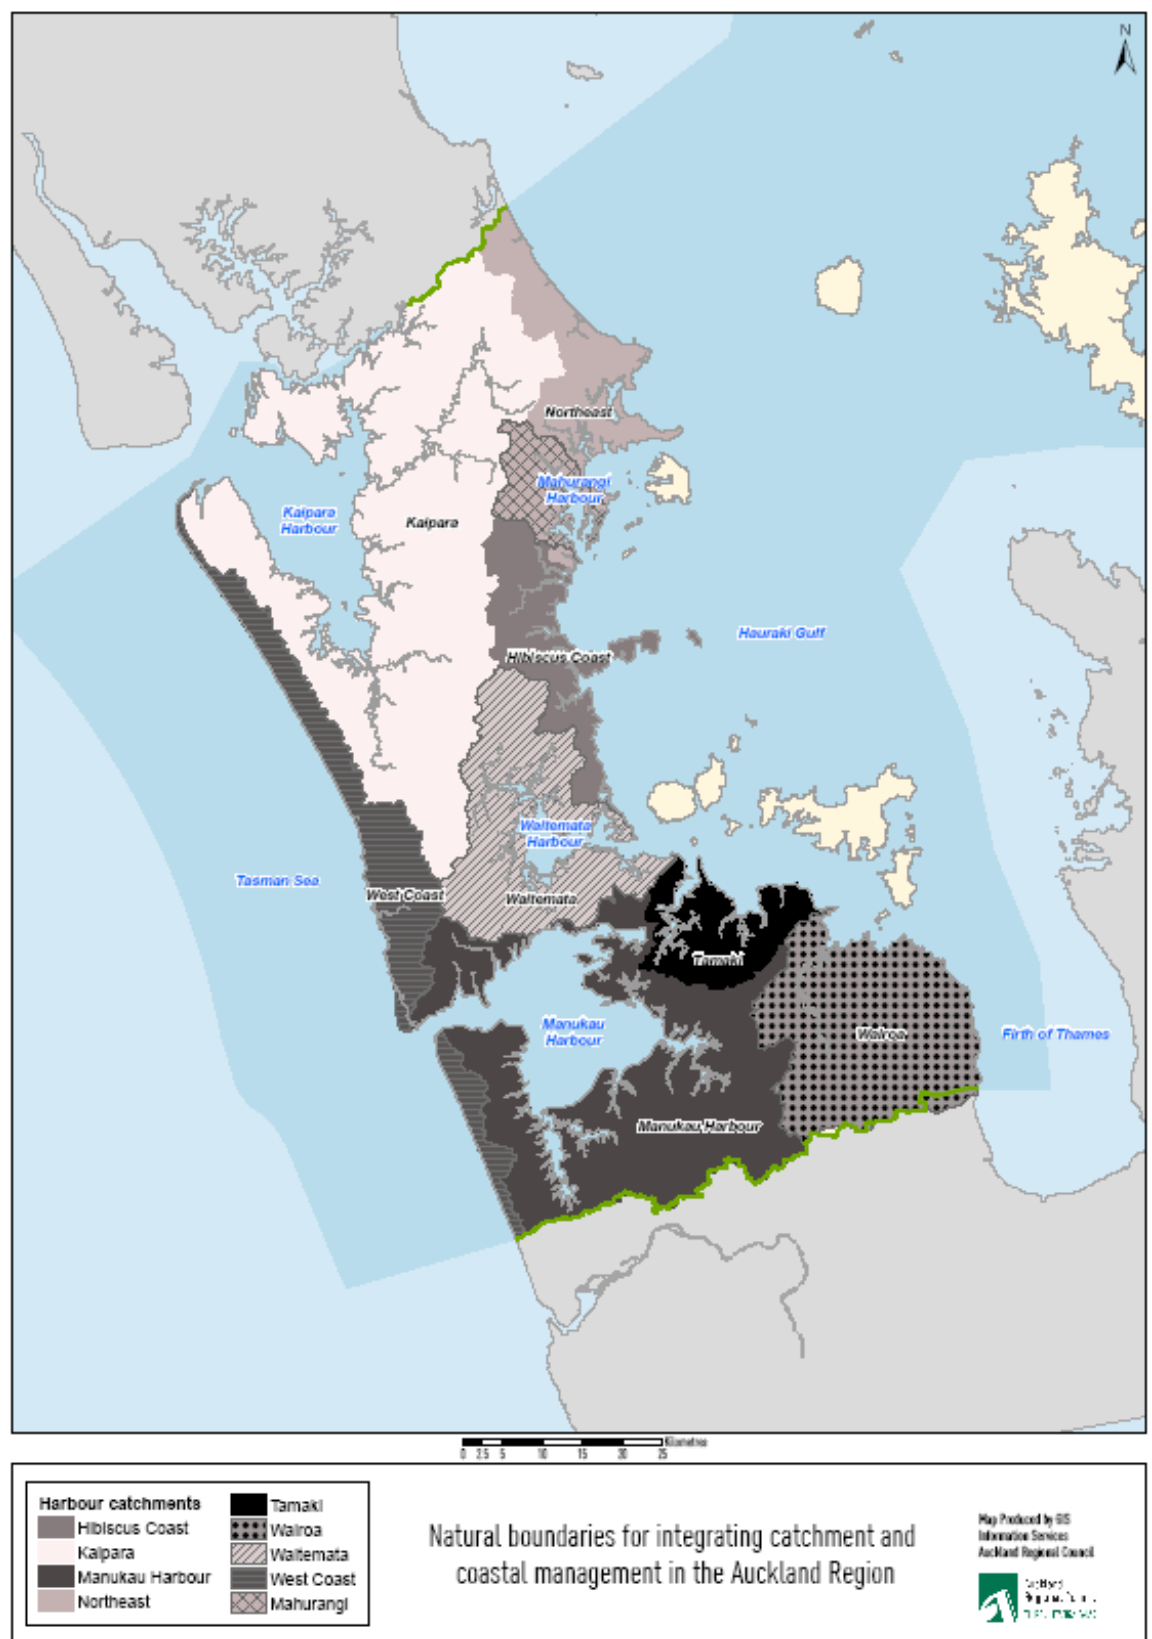 N
Northeast
Mahurangi
Harbour
Kaipara
Harbour
Kaipara
Hauraki Gulf
Hibiscus Coast
Waitemata
Harbour
Tasman Sea
West Coast
Waitemata
Tamaki
Manukau
Harbour
Wairoa
Firth of Thames
Manukau Harbour
Kilometres
0 2.5 5 10 15 20 25
Harbour catchments
Hibiscus Coast
Kaipara
Manukau Harbour
Northeast
Tamaki
Wairoa
Waitemata
West Coast
Mahurangi
Natural boundaries for integrating catchment and
coastal management in the Auckland Region
Map Produced by GIS
Information Services
Auckland Regional Council